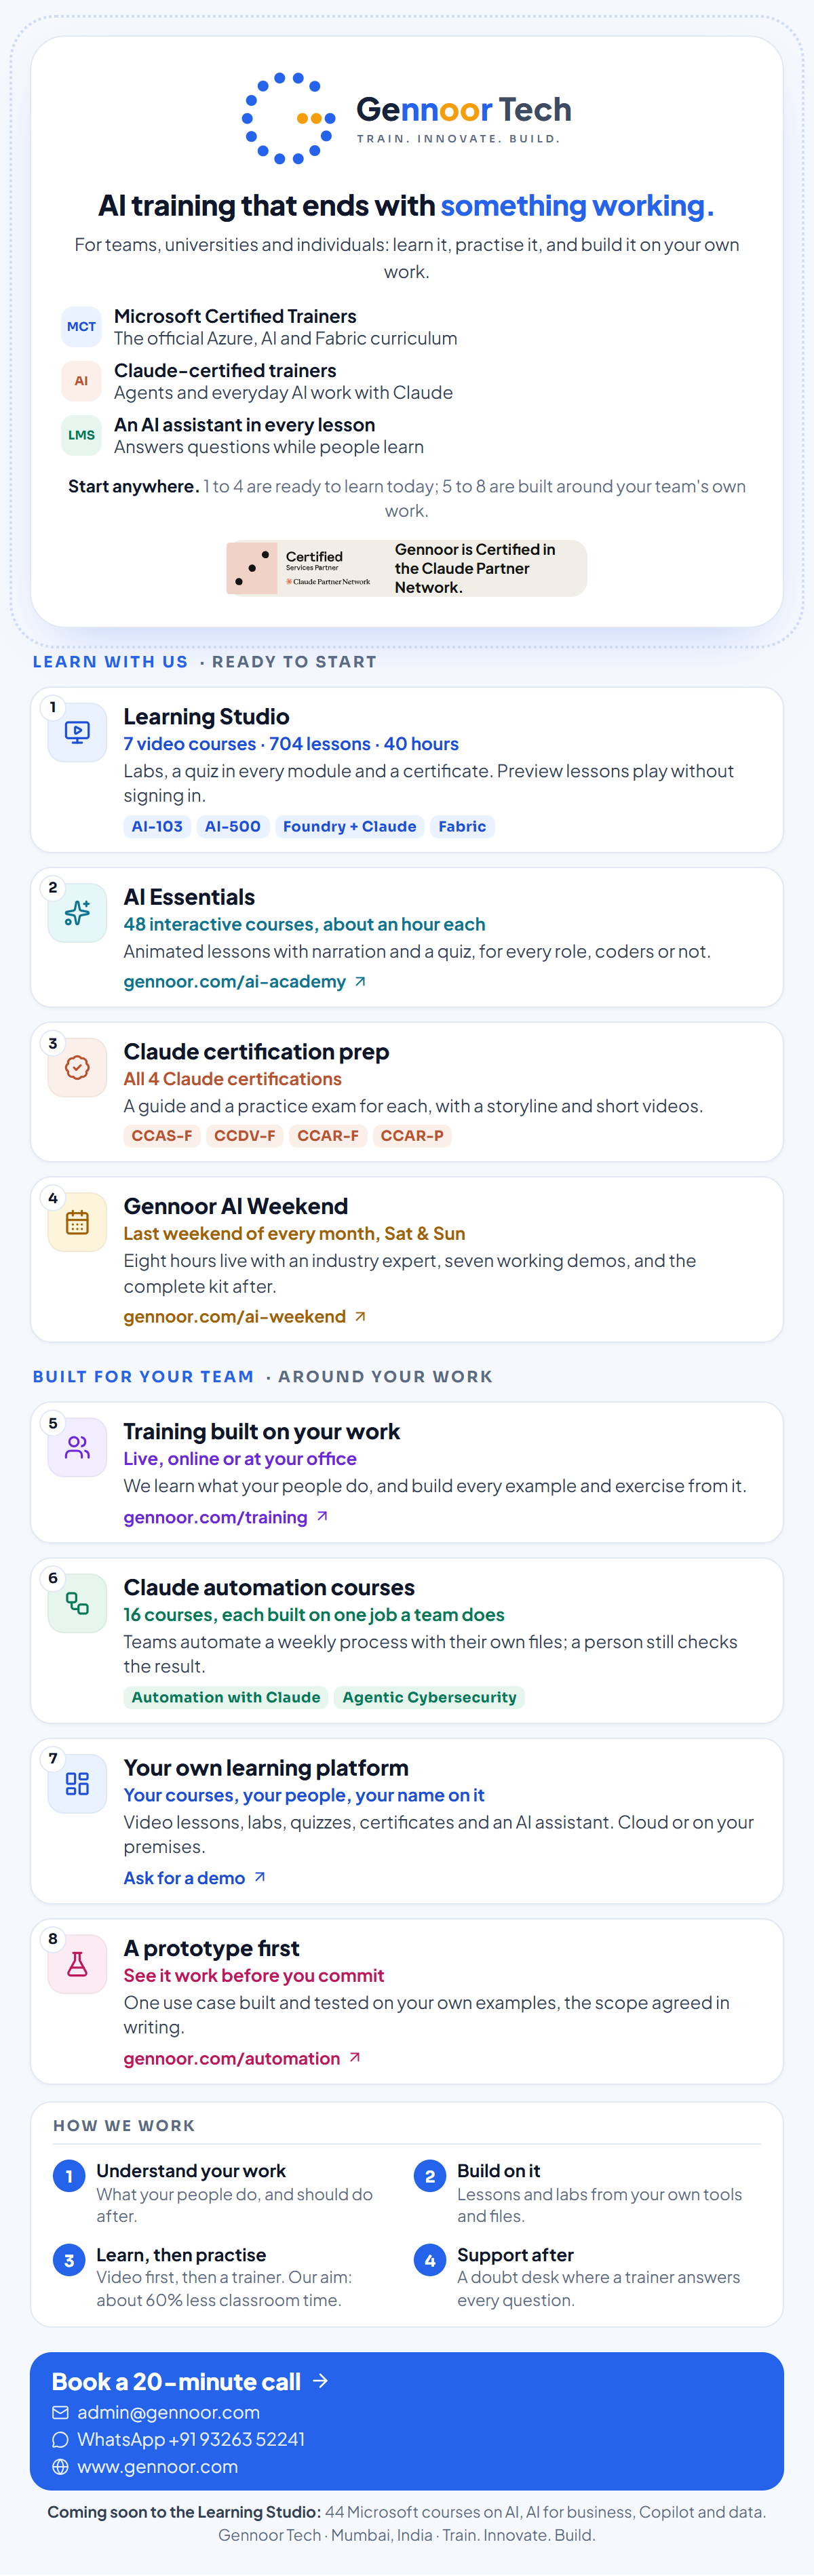 Gennoor Tech
TRAIN. INNOVATE. BUILD.
AI training that ends with something working.
For teams, universities and individuals: learn it, practise it, and build it on your own
work.
MCT
Microsoft Certified Trainers
The official Azure, AI and Fabric curriculum
AI
Claude-certified trainers
Agents and everyday AI work with Claude
LMS
An AI assistant in every lesson
Answers questions while people learn
Start anywhere. 1 to 4 are ready to learn today; 5 to 8 are built around your team's own
work.
Certified
Services Partner
Claude Partner Network
Gennoor is Certified in
the Claude Partner
Network.
LEARN WITH US · READY TO START
1
Learning Studio
7 video courses · 704 lessons · 40 hours
Labs, a quiz in every module and a certificate. Preview lessons play without
signing in.
AI-103 AI-500 Foundry + Claude Fabric
2
AI Essentials
48 interactive courses, about an hour each
Animated lessons with narration and a quiz, for every role, coders or not.
gennoor.com/ai-academy
3
Claude certification prep
All 4 Claude certifications
A guide and a practice exam for each, with a storyline and short videos.
CCAS-F CCDV-F CCAR-F CCAR-P
4
Gennoor AI Weekend
Last weekend of every month, Sat & Sun
Eight hours live with an industry expert, seven working demos, and the
complete kit after.
gennoor.com/ai-weekend
BUILT FOR YOUR TEAM · AROUND YOUR WORK
5
Training built on your work
Live, online or at your office
We learn what your people do, and build every example and exercise from it.
gennoor.com/training
6
Claude automation courses
16 courses, each built on one job a team does
Teams automate a weekly process with their own files; a person still checks
the result.
Automation with Claude Agentic Cybersecurity
7
Your own learning platform
Your courses, your people, your name on it
Video lessons, labs, quizzes, certificates and an AI assistant. Cloud or on your
premises.
Ask for a demo
8
A prototype first
See it work before you commit
One use case built and tested on your own examples, the scope agreed in
writing.
gennoor.com/automation
HOW WE WORK
1
Understand your work
What your people do, and should do
after.
2
Build on it
Lessons and labs from your own tools
and files.
3
Learn, then practise
Video first, then a trainer. Our aim:
about 60% less classroom time.
4
Support after
A doubt desk where a trainer answers
every question.
Book a 20-minute call →
admin@gennoor.com
WhatsApp +91 93263 52241
www.gennoor.com
Coming soon to the Learning Studio: 44 Microsoft courses on AI, AI for business, Copilot and data.
Gennoor Tech · Mumbai, India · Train. Innovate. Build.